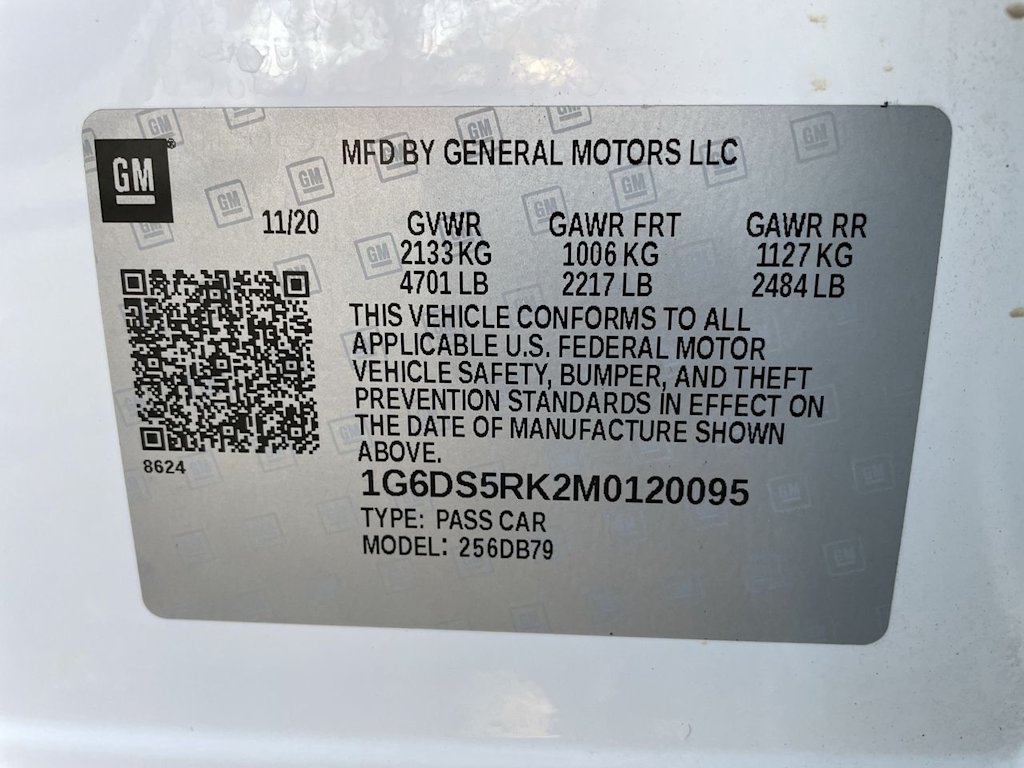 GM
MFD BY GENERAL MOTORS LLC
11/20 GVWR GAWR FRT GAWR RR
2133 KG 1006 KG 1127 KG
4701 LB 2217 LB 2484 LB
THIS VEHICLE CONFORMS TO ALL
APPLICABLE U.S. FEDERAL MOTOR
VEHICLE SAFETY, BUMPER, AND THEFT
PREVENTION STANDARDS IN EFFECT ON
THE DATE OF MANUFACTURE SHOWN
ABOVE.
8624
1G6DS5RK2M0120095
TYPE: PASS CAR
MODEL: 256DB79